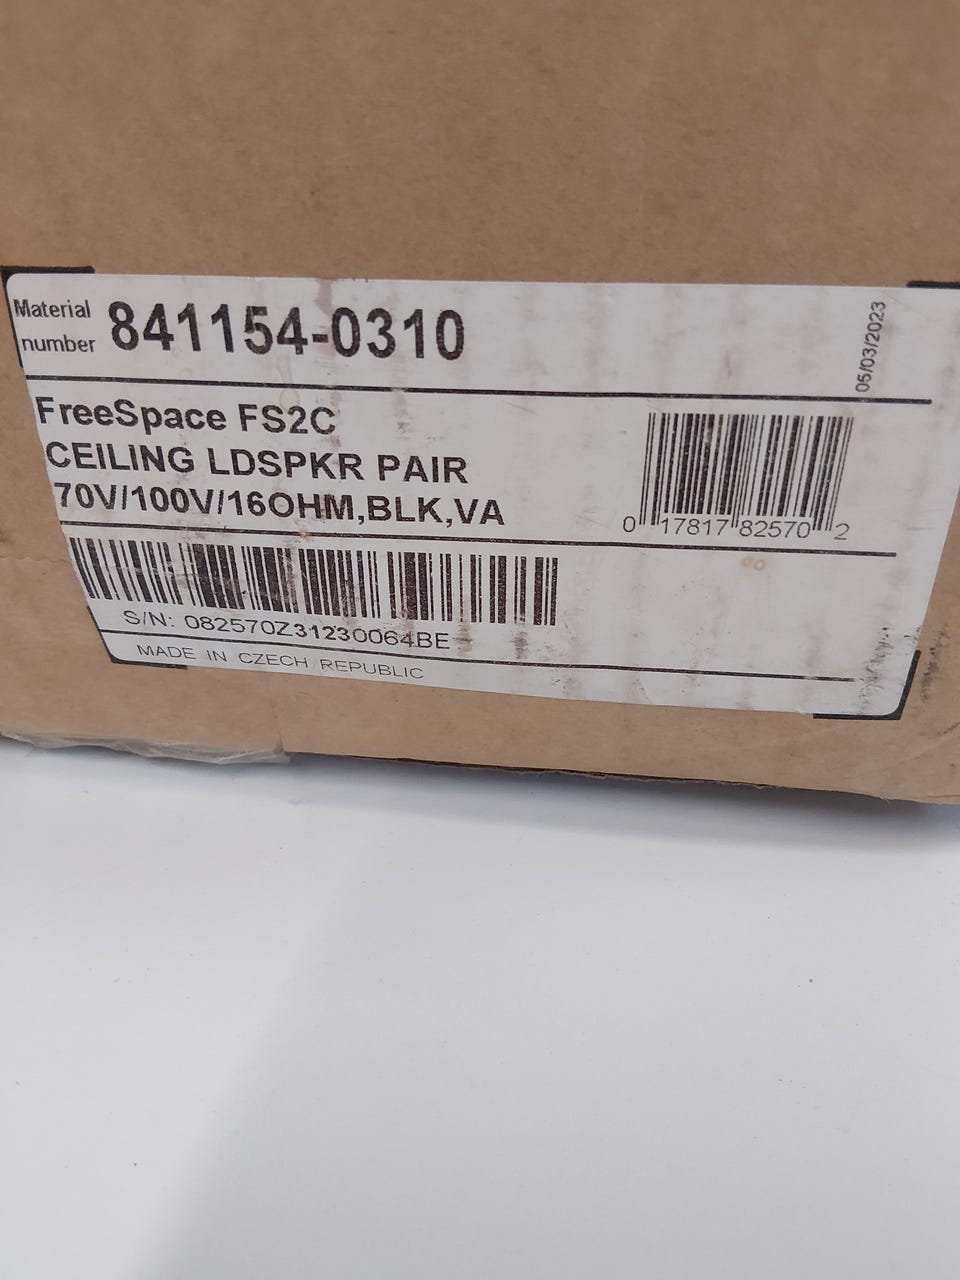 Material number 841154-0310
05/03/2023
FreeSpace FS2C
CEILING LDSPKR PAIR
70V/100V/16OHM,BLK,VA
0 17817 82570 2
S/N: 082570Z31230064BE
MADE IN CZECH REPUBLIC